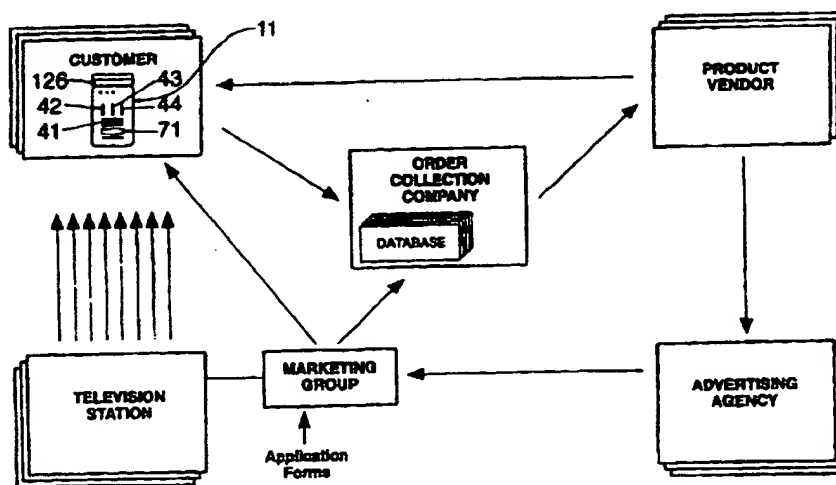 11
CUSTOMER
126
43
42
44
41
71
PRODUCT
VENDOR
ORDER
COLLECTION
COMPANY
DATABASE
TELEVISION
STATION
MARKETING
GROUP
ADVERTISING
AGENCY
Application
Forms